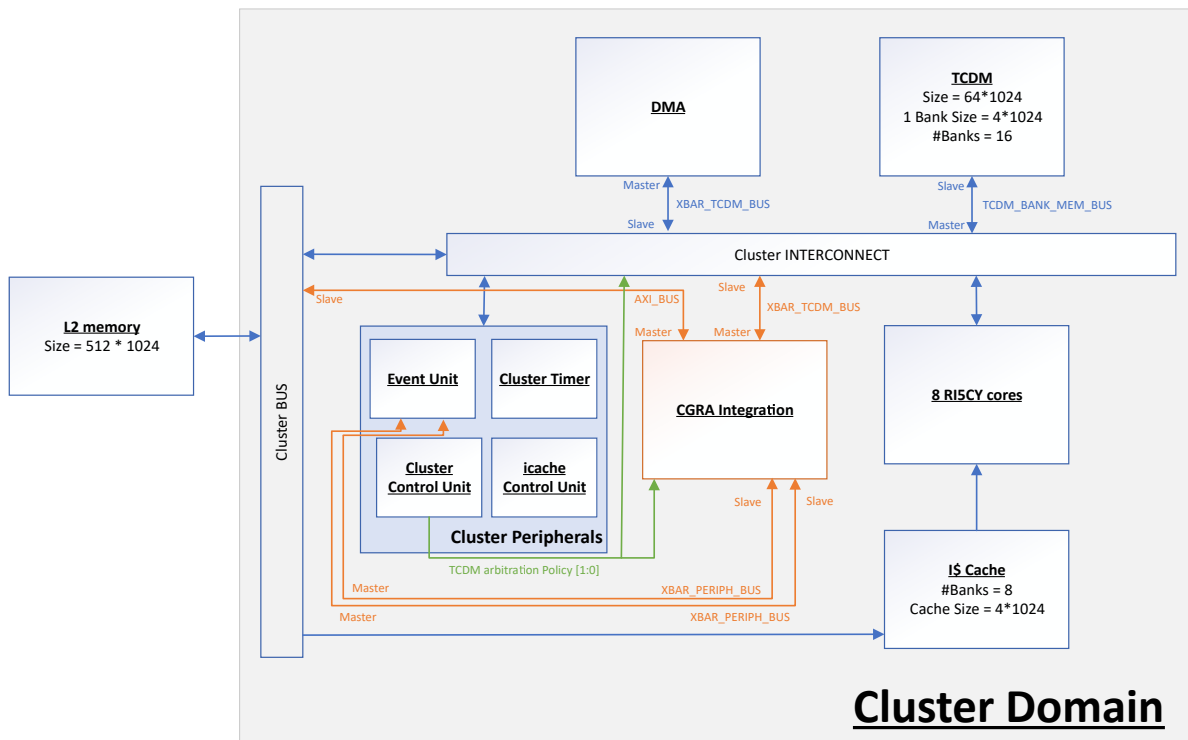 DMA
TCDM
Size = 64*1024
1 Bank Size = 4*1024
#Banks = 16
Master
XBAR_TCDM_BUS
Slave
Slave
TCDM_BANK_MEM_BUS
Master
Cluster INTERCONNECT
L2 memory
Size = 512 * 1024
Cluster BUS
Slave
AXI_BUS
Slave
XBAR_TCDM_BUS
Master
Master
Event Unit
Cluster Timer
Cluster
Control Unit
icache
Control Unit
Cluster Peripherals
CGRA Integration
8 RI5CY cores
Slave
Slave
TCDM arbitration Policy [1:0]
Master
XBAR_PERIPH_BUS
Master
XBAR_PERIPH_BUS
I$ Cache
#Banks = 8
Cache Size = 4*1024
Cluster Domain